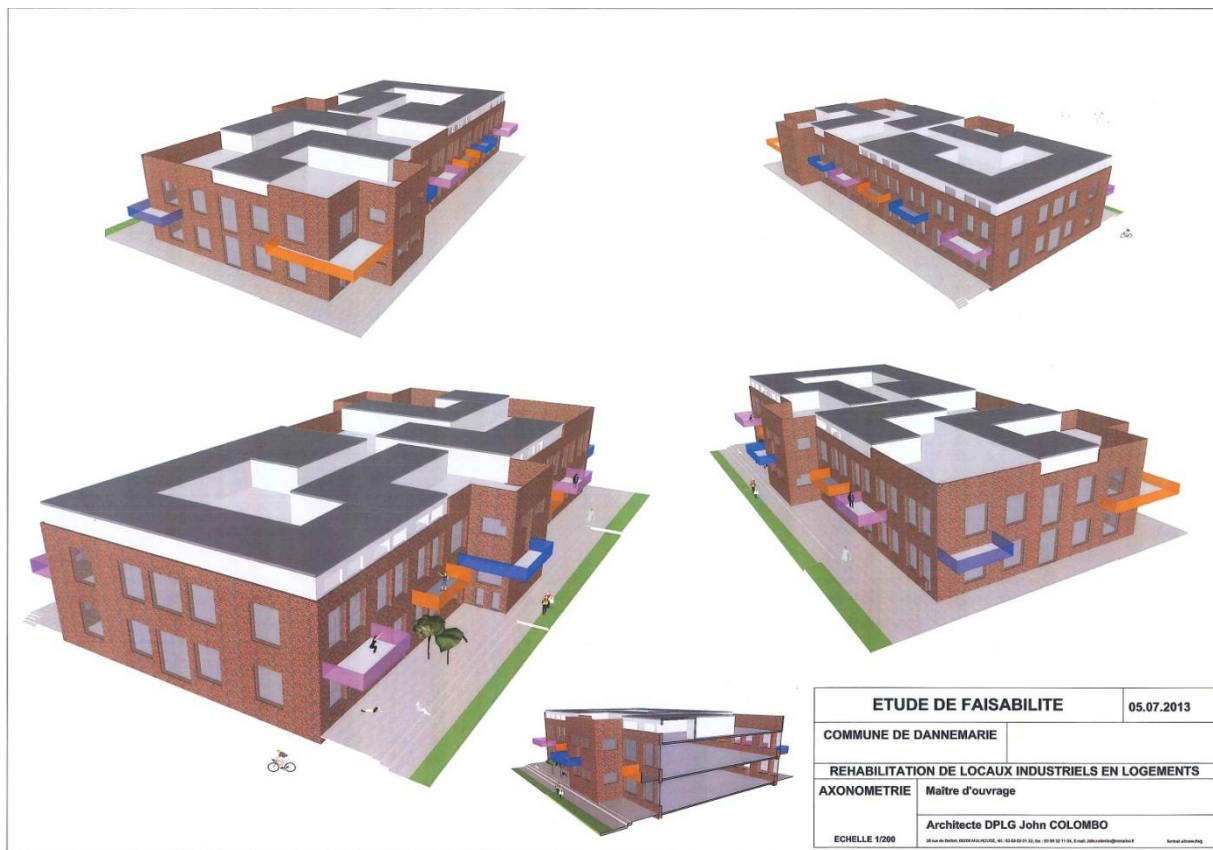 ETUDE DE FAISABILITE
05.07.2013
COMMUNE DE DANNEMARIE
REHABILITATION DE LOCAUX INDUSTRIELS EN LOGEMENTS
AXONOMETRIE
Maître d'ouvrage
Architecte DPLG John COLOMBO
ECHELLE 1/200